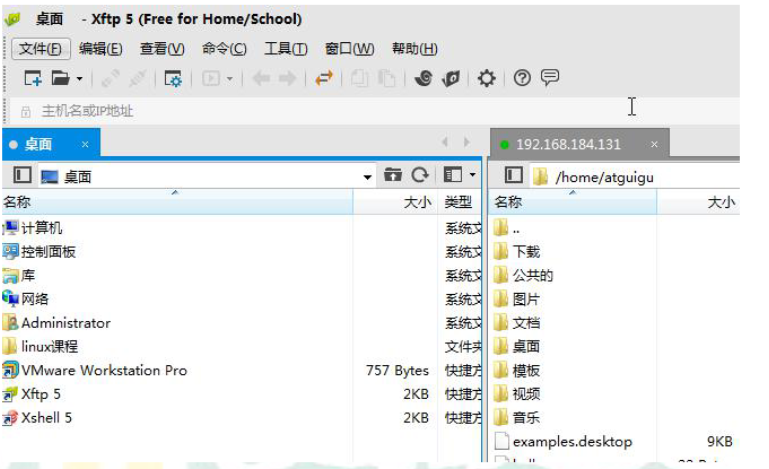 桌面 - Xftp 5 (Free for Home/School)
文件(F) 编辑(E) 查看(V) 命令(C) 工具(T) 窗口(W) 帮助(H)
主机名或IP地址
桌面 × 192.168.184.131 ×
桌面 /home/atguigu
名称 大小 类型 名称 大小
计算机 系统文 ..
控制面板 系统文 下载
库 系统文 公共的
网络 系统文 图片
Administrator 系统文 文档
linux课程 文件夹 桌面
VMware Workstation Pro 757 Bytes 快捷方 模板
Xftp 5 2KB 快捷方 视频
Xshell 5 2KB 快捷方 音乐
examples.desktop 9KB